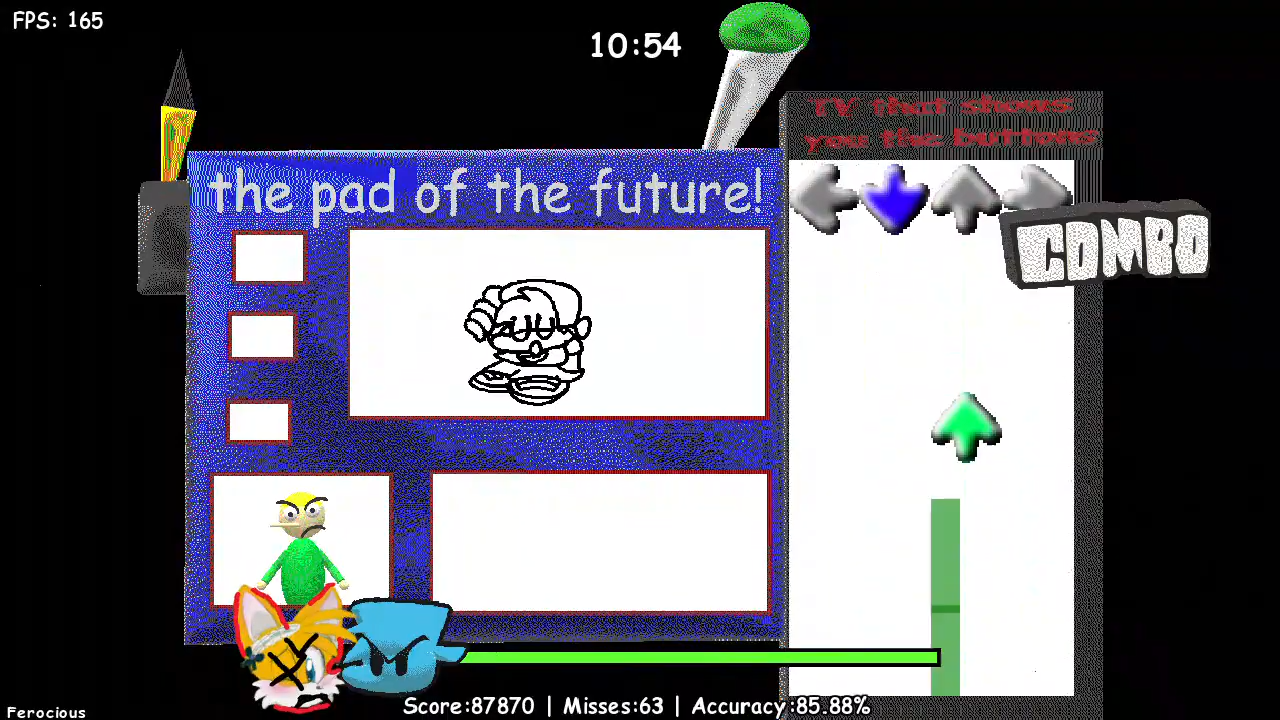 FPS: 165
10:54
TV that shows
you the buttons
the pad of the future!
COMBO
Score:87870 | Misses:63 | Accuracy:85.88%
Ferocious